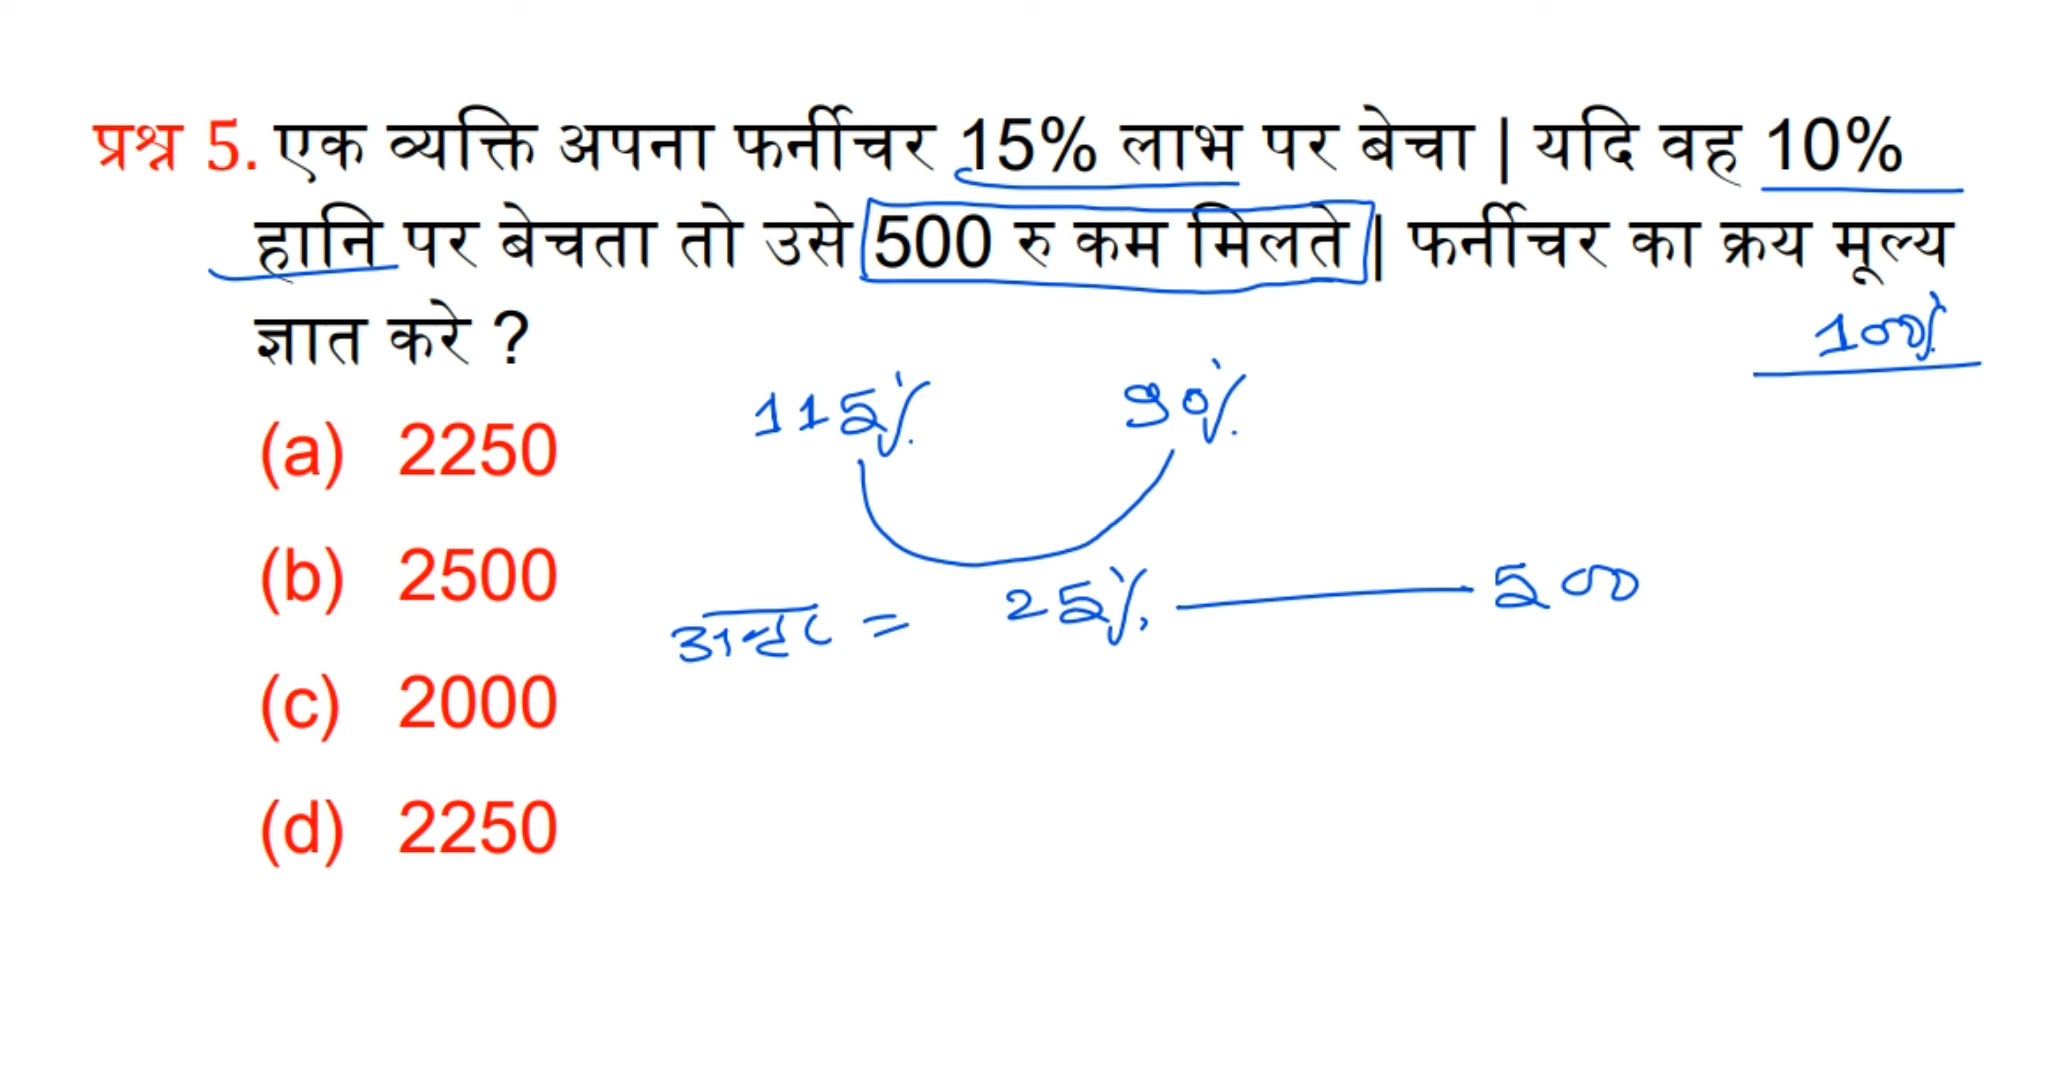 प्रश्न 5. एक व्यक्ति अपना फर्नीचर 15% लाभ पर बेचा | यदि वह 10%
हानि पर बेचता तो उसे 500 रु कम मिलते | फर्नीचर का क्रय मूल्य
100%
ज्ञात करे ?
115% 90%
(a) 2250
(b) 2500
अन्तर = 25% 500
(c) 2000
(d) 2250